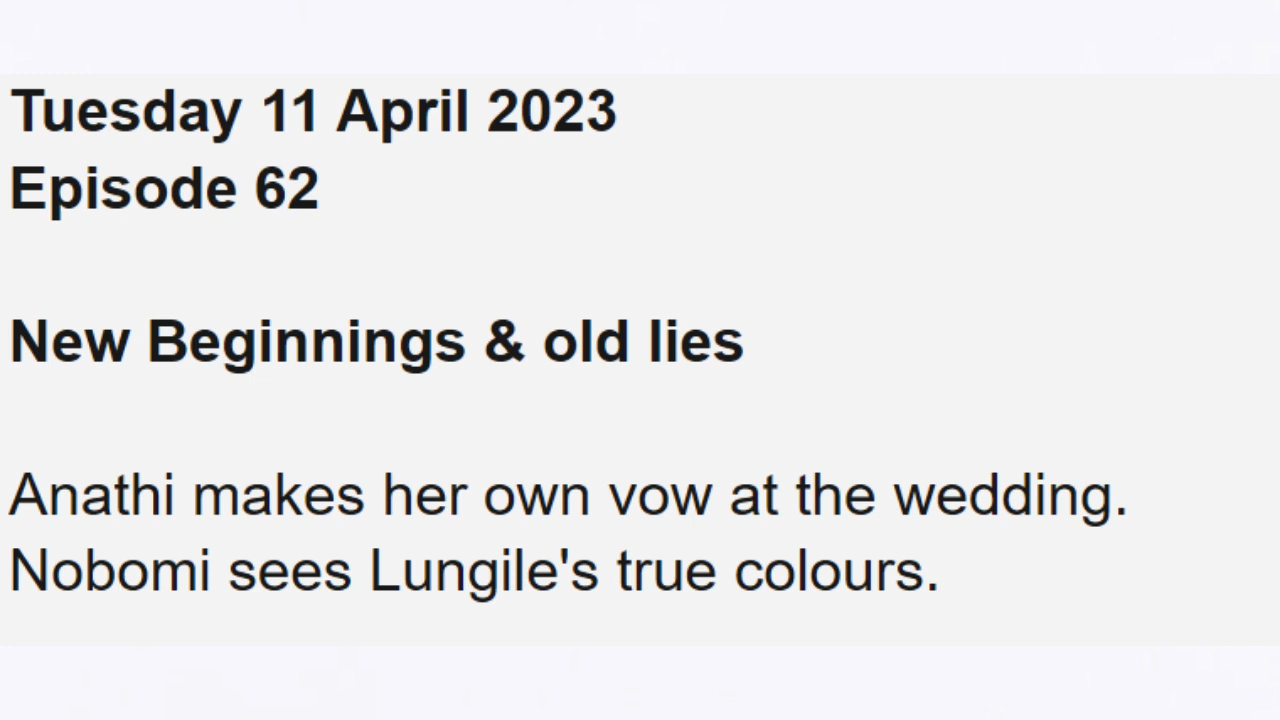 Tuesday 11 April 2023
Episode 62
New Beginnings & old lies
Anathi makes her own vow at the wedding.
Nobomi sees Lungile's true colours.